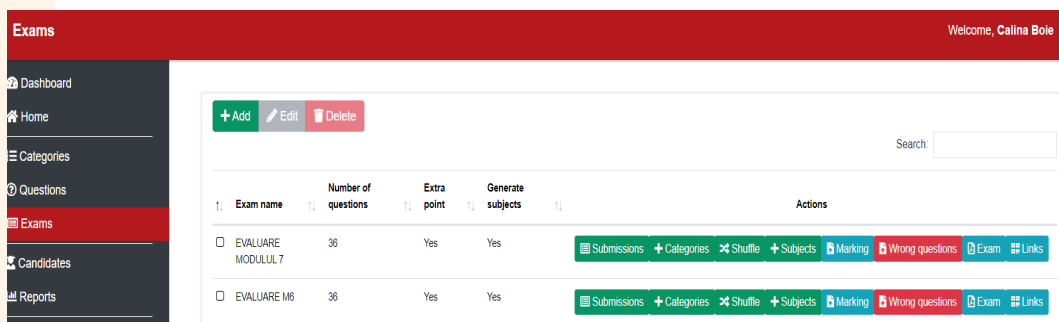 Exams
Welcome, Calina Boie
Dashboard
Home
Categories
Questions
Exams
Candidates
Reports
+Add Edit Delete
Search:
Exam name Number of questions Extra point Generate subjects Actions
EVALUARE MODULUL 7 36 Yes Yes Submissions +Categories Shuffle +Subjects Marking Wrong questions Exam Links
EVALUARE M6 36 Yes Yes Submissions +Categories Shuffle +Subjects Marking Wrong questions Exam Links